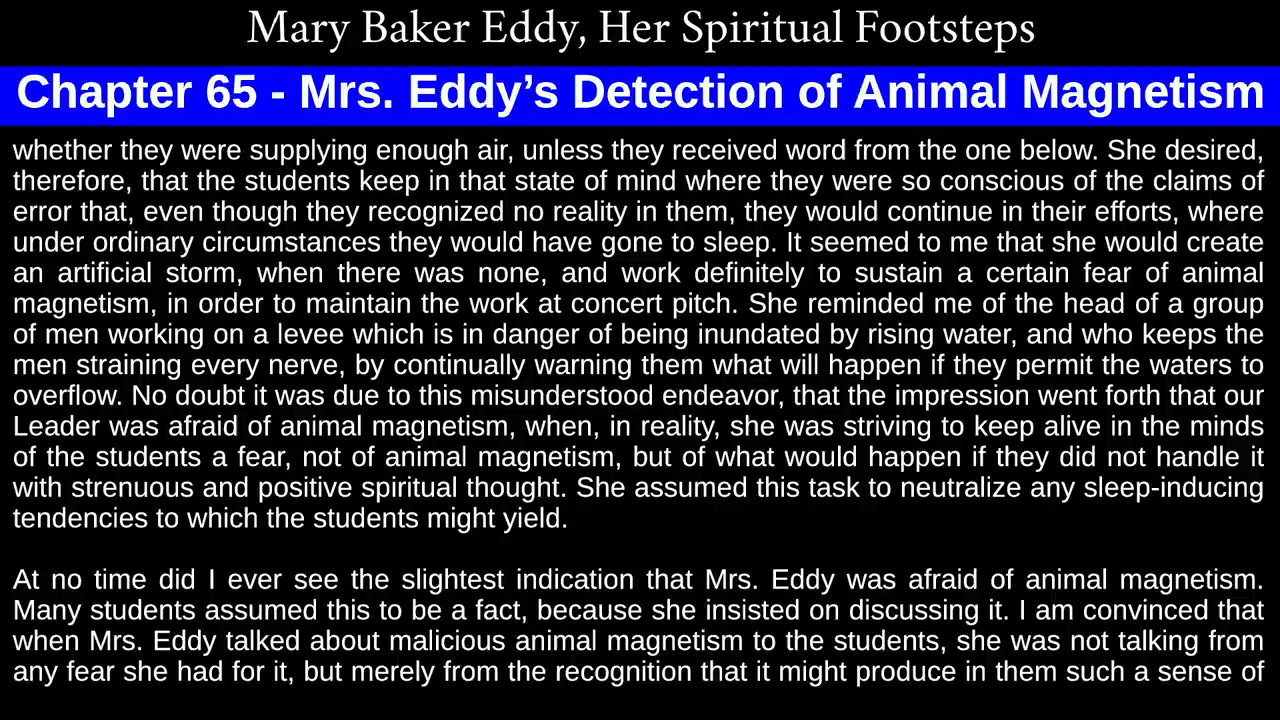 Mary Baker Eddy, Her Spiritual Footsteps
Chapter 65 - Mrs. Eddy’s Detection of Animal Magnetism
whether they were supplying enough air, unless they received word from the one below. She desired,
therefore, that the students keep in that state of mind where they were so conscious of the claims of
error that, even though they recognized no reality in them, they would continue in their efforts, where
under ordinary circumstances they would have gone to sleep. It seemed to me that she would create
an artificial storm, when there was none, and work definitely to sustain a certain fear of animal
magnetism, in order to maintain the work at concert pitch. She reminded me of the head of a group
of men working on a levee which is in danger of being inundated by rising water, and who keeps the
men straining every nerve, by continually warning them what will happen if they permit the waters to
overflow. No doubt it was due to this misunderstood endeavor, that the impression went forth that our
Leader was afraid of animal magnetism, when, in reality, she was striving to keep alive in the minds
of the students a fear, not of animal magnetism, but of what would happen if they did not handle it
with strenuous and positive spiritual thought. She assumed this task to neutralize any sleep-inducing
tendencies to which the students might yield.
At no time did I ever see the slightest indication that Mrs. Eddy was afraid of animal magnetism.
Many students assumed this to be a fact, because she insisted on discussing it. I am convinced that
when Mrs. Eddy talked about malicious animal magnetism to the students, she was not talking from
any fear she had for it, but merely from the recognition that it might produce in them such a sense of